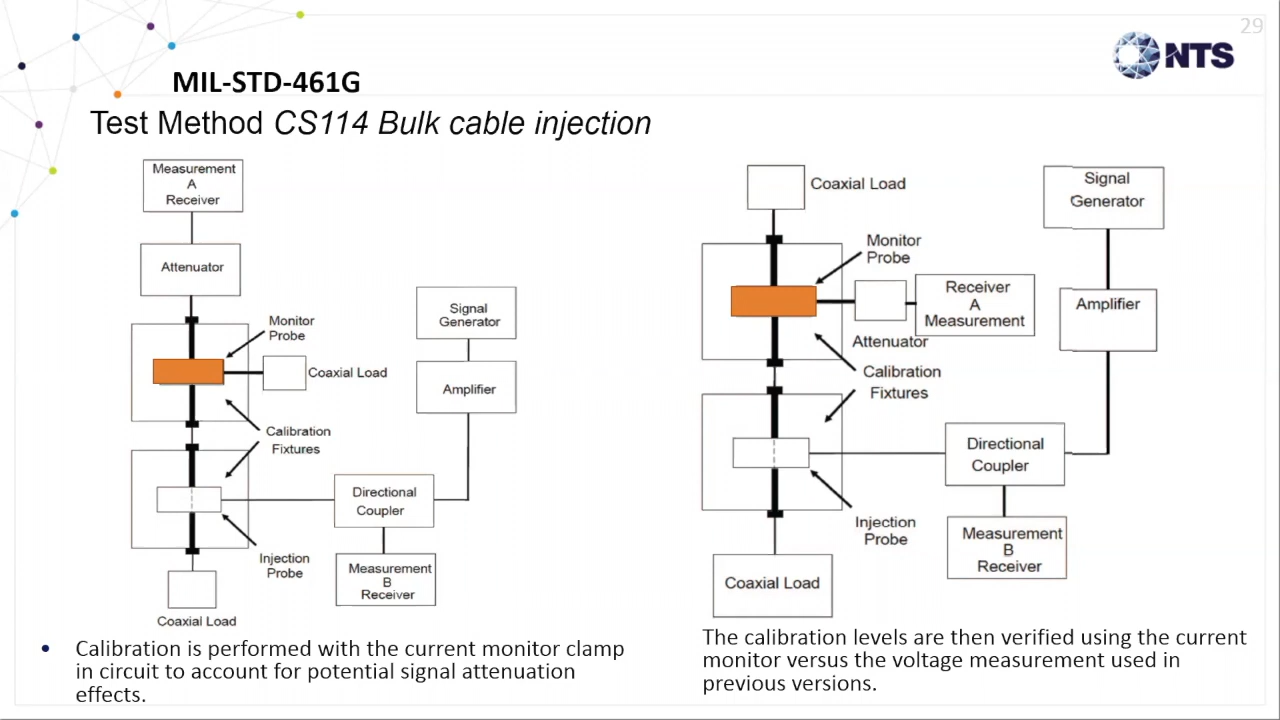 29
NTS
MIL-STD-461G
Test Method CS114 Bulk cable injection
Measurement
A
Receiver
Attenuator
Monitor
Probe
Coaxial Load
Calibration
Fixtures
Injection
Probe
Coaxial Load
Signal
Generator
Amplifier
Directional
Coupler
Measurement
B
Receiver
• Calibration is performed with the current monitor clamp
in circuit to account for potential signal attenuation
effects.
Coaxial Load
Monitor
Probe
Receiver
A
Measurement
Attenuator
Calibration
Fixtures
Injection
Probe
Coaxial Load
Signal
Generator
Amplifier
Directional
Coupler
Measurement
B
Receiver
The calibration levels are then verified using the current
monitor versus the voltage measurement used in
previous versions.